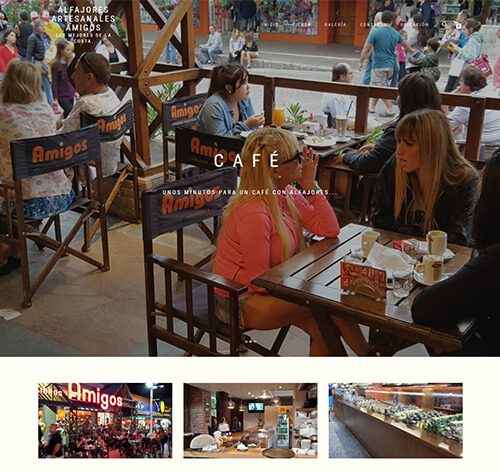 ALFAJORES
ARTESANALES
AMIGOS
LOS MEJORES DE LA
COSTA
INICIO TIENDA GALERÍA CONTACTO UBICACIÓN
Amigos
Amigos
Amigos
Amigos
CAFÉ
UNOS MINUTOS PARA UN CAFÉ CON ALFAJORES...
Amigos